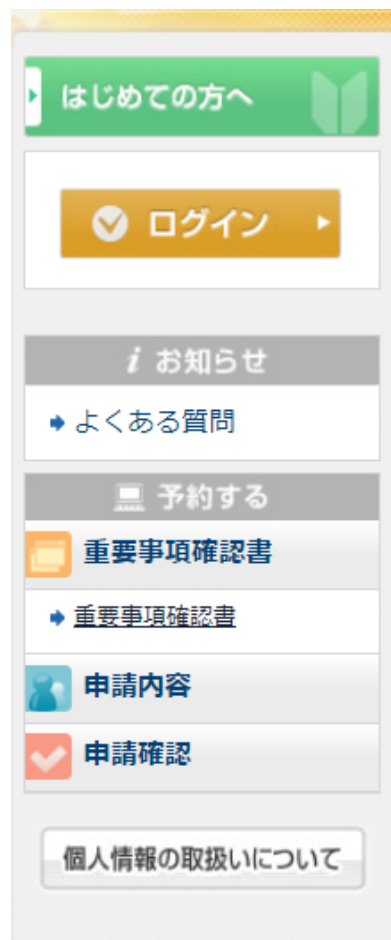 はじめての方へ
ログイン
i お知らせ
よくある質問
予約する
重要事項確認書
重要事項確認書
申請内容
申請確認
個人情報の取扱いについて